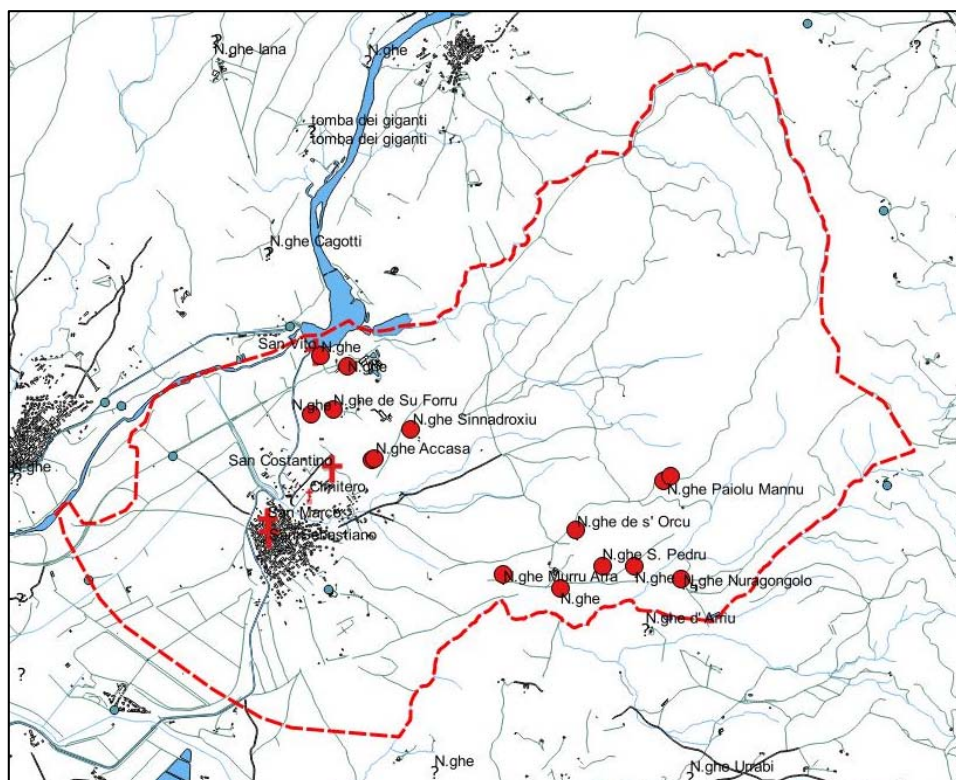 N.ghe Iana
N.ghe
?
tomba dei giganti
?
tomba dei giganti
N.ghe Cagotti
?
San Vito
N.ghe
N.ghe
N.ghe
N.ghe de Su Forru
N.ghe Sinnadroxiu
N.ghe Accasa
San Costantino
Cimitero
N.ghe
?
N.ghe Paiolu Mannu
San Marco
San Sebastiano
N.ghe de s' Orcu
N.ghe S. Pedru
N.ghe Murru Arra
N.ghe
N.ghe Nuragongolo
N.ghe
?
N.ghe d' Arriu
?
?
N.ghe
?
N.ghe Urrabi
?